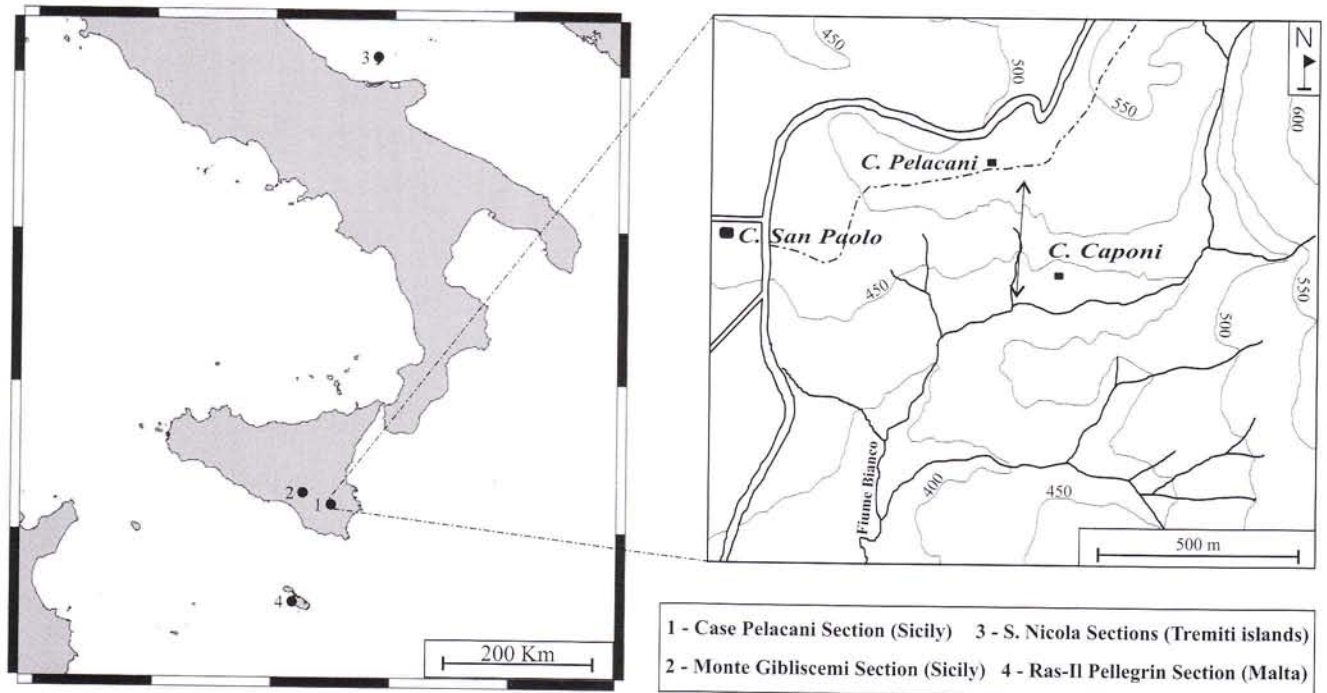 3
2
1
4
200 Km
450
500
550
600
N
C. Pelacani
C. San Paolo
C. Caponi
450
500
550
Fiume Bianco
400
450
500 m
1 - Case Pelacani Section (Sicily) 3 - S. Nicola Sections (Tremiti islands)
2 - Monte Gibliscemi Section (Sicily) 4 - Ras-Il Pellegrin Section (Malta)